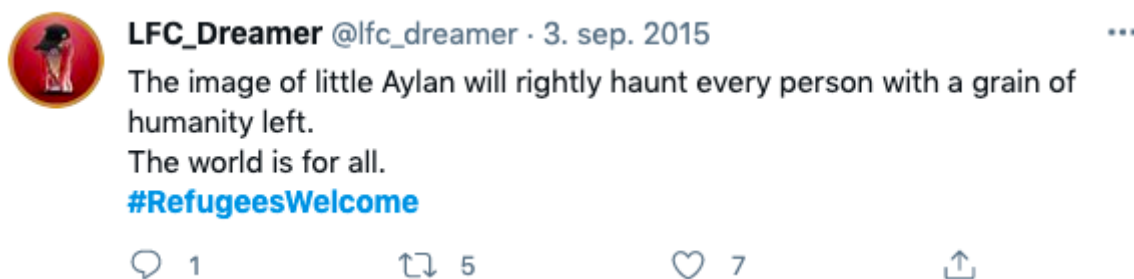 LFC_Dreamer @lfc_dreamer · 3. sep. 2015
The image of little Aylan will rightly haunt every person with a grain of
humanity left.
The world is for all.
#RefugeesWelcome
1 5 7